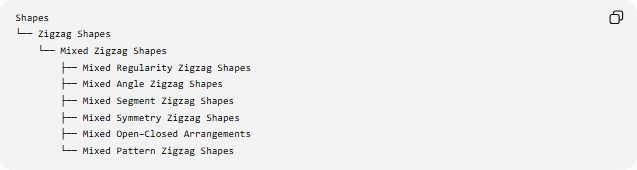 Shapes
└── Zigzag Shapes
    └── Mixed Zigzag Shapes
        ├── Mixed Regularity Zigzag Shapes
        ├── Mixed Angle Zigzag Shapes
        ├── Mixed Segment Zigzag Shapes
        ├── Mixed Symmetry Zigzag Shapes
        ├── Mixed Open–Closed Arrangements
        └── Mixed Pattern Zigzag Shapes